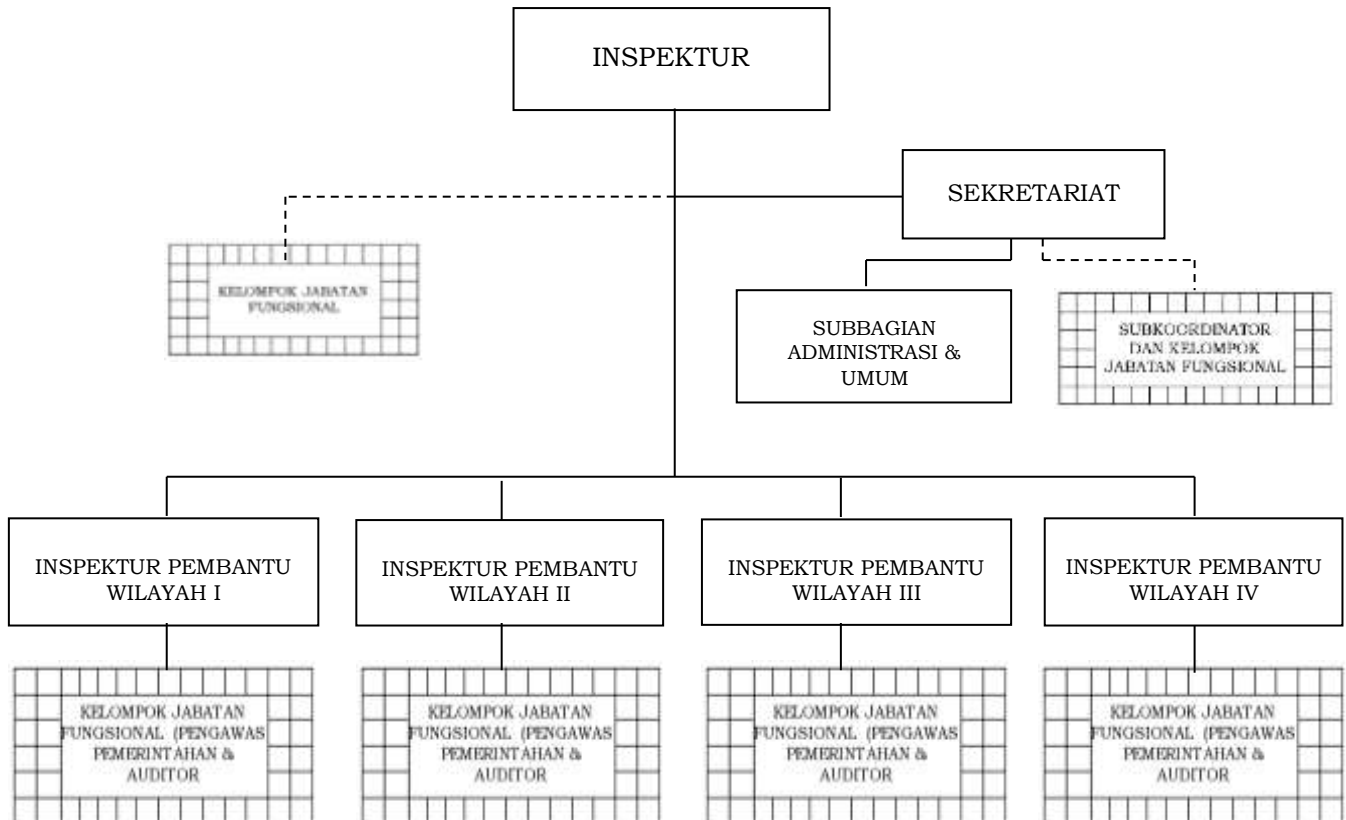 INSPEKTUR
SEKRETARIAT
KELOMPOK JABATAN
FUNGSIONAL
SUBBAGIAN
ADMINISTRASI &
UMUM
SUBKOORDINATOR
DAN KELOMPOK
JABATAN FUNGSIONAL
INSPEKTUR PEMBANTU
WILAYAH I
INSPEKTUR PEMBANTU
WILAYAH II
INSPEKTUR PEMBANTU
WILAYAH III
INSPEKTUR PEMBANTU
WILAYAH IV
KELOMPOK JABATAN
FUNGSIONAL (PENGAWAS
PEMERINTAHAN &
AUDITOR
KELOMPOK JABATAN
FUNGSIONAL (PENGAWAS
PEMERINTAHAN &
AUDITOR
KELOMPOK JABATAN
FUNGSIONAL (PENGAWAS
PEMERINTAHAN &
AUDITOR
KELOMPOK JABATAN
FUNGSIONAL (PENGAWAS
PEMERINTAHAN &
AUDITOR